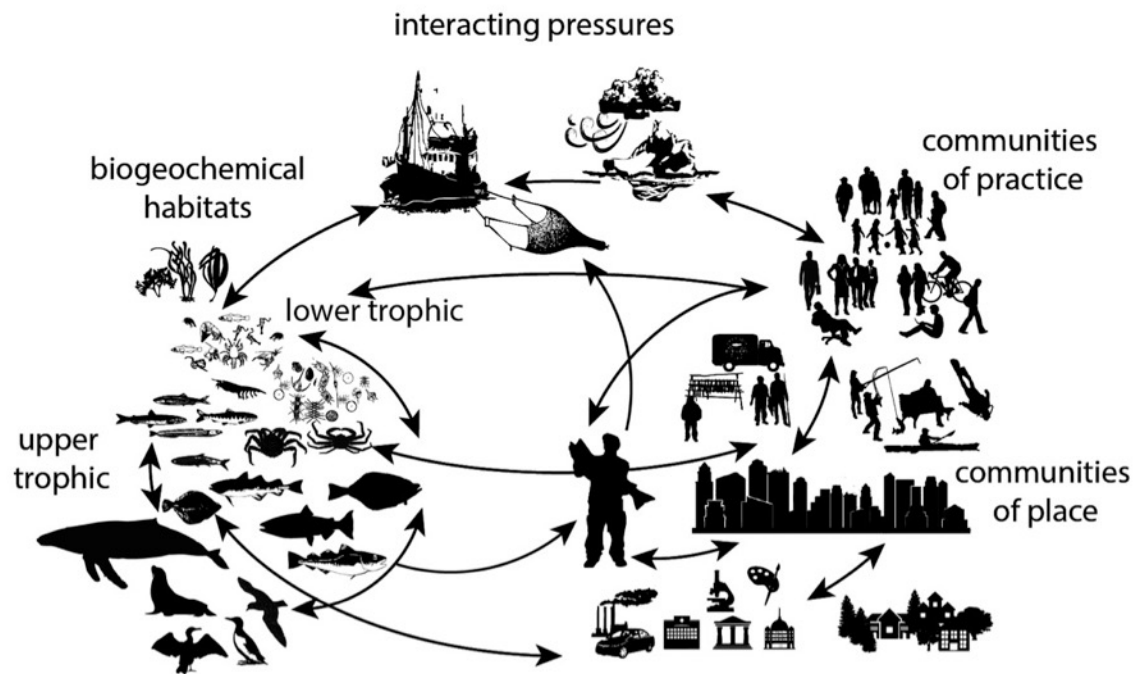 interacting pressures
biogeochemical
habitats
communities
of practice
lower trophic
upper
trophic
communities
of place